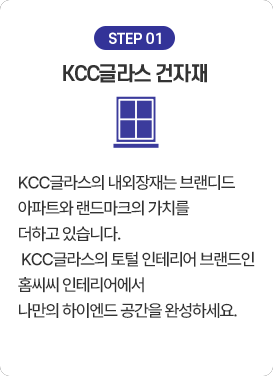 STEP 01
KCC글라스 건자재
KCC글라스의 내외장재는 브랜디드
아파트와 랜드마크의 가치를
더하고 있습니다.
KCC글라스의 토털 인테리어 브랜드인
홈씨씨 인테리어에서
나만의 하이엔드 공간을 완성하세요.